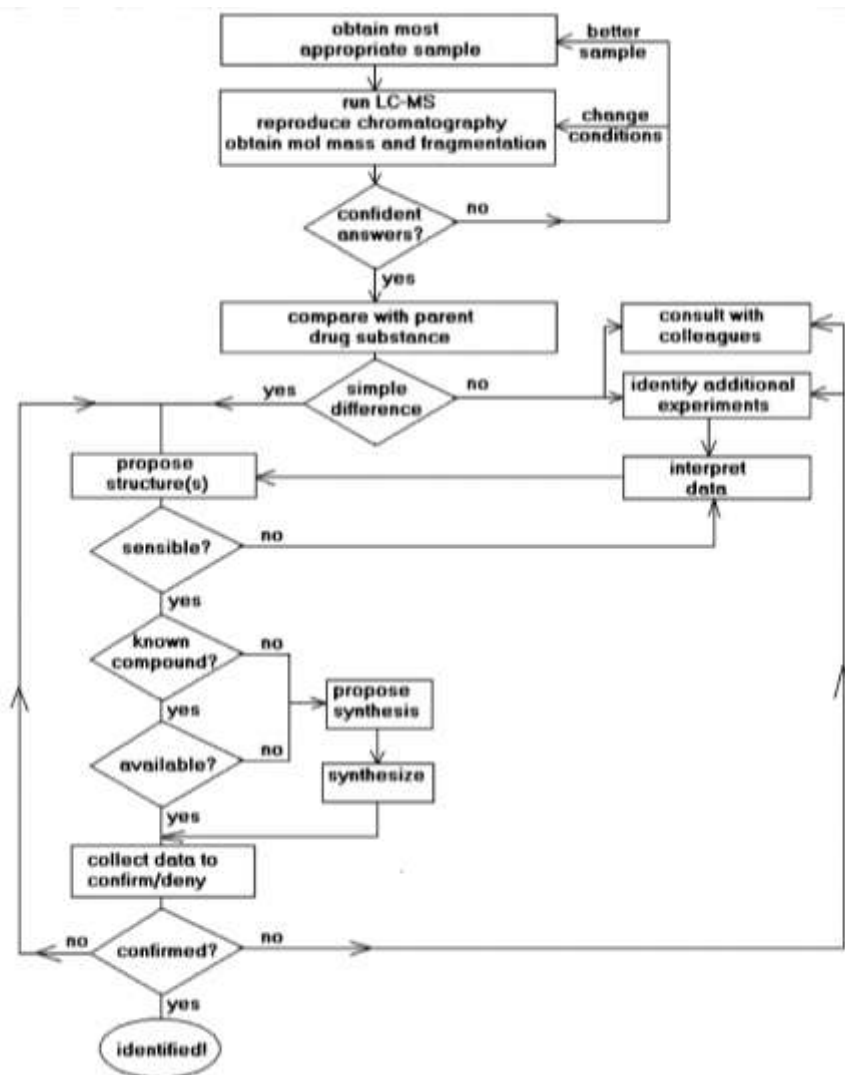 obtain most
appropriate sample
better
sample
run LC-MS
reproduce chromatography
obtain mol mass and fragmentation
change
conditions
confident
answers?
no
yes
compare with parent
drug substance
consult with
colleagues
simple
difference
yes
no
identify additional
experiments
propose
structure(s)
interpret
data
sensible?
no
yes
known
compound?
no
propose
synthesis
yes
available?
no
synthesize
yes
collect data to
confirm/deny
no
confirmed?
no
yes
identified!